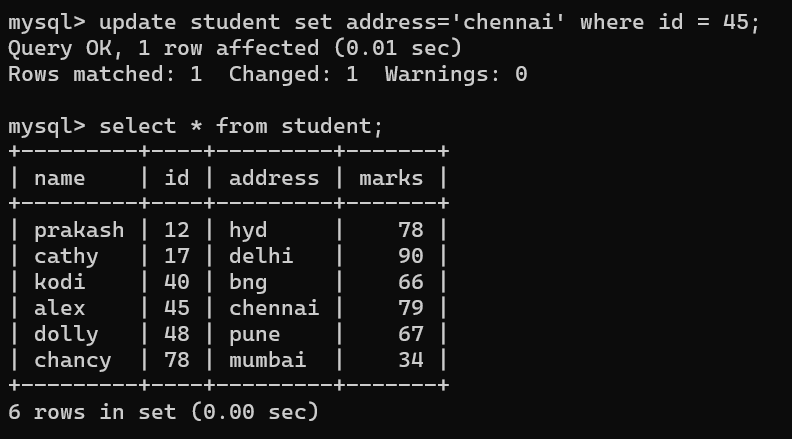 mysql> update student set address='chennai' where id = 45;
Query OK, 1 row affected (0.01 sec)
Rows matched: 1  Changed: 1  Warnings: 0

mysql> select * from student;
+---------+----+---------+-------+
| name    | id | address | marks |
+---------+----+---------+-------+
| prakash | 12 | hyd     |    78 |
| cathy   | 17 | delhi   |    90 |
| kodi    | 40 | bng     |    66 |
| alex    | 45 | chennai |    79 |
| dolly   | 48 | pune    |    67 |
| chancy  | 78 | mumbai  |    34 |
+---------+----+---------+-------+
6 rows in set (0.00 sec)